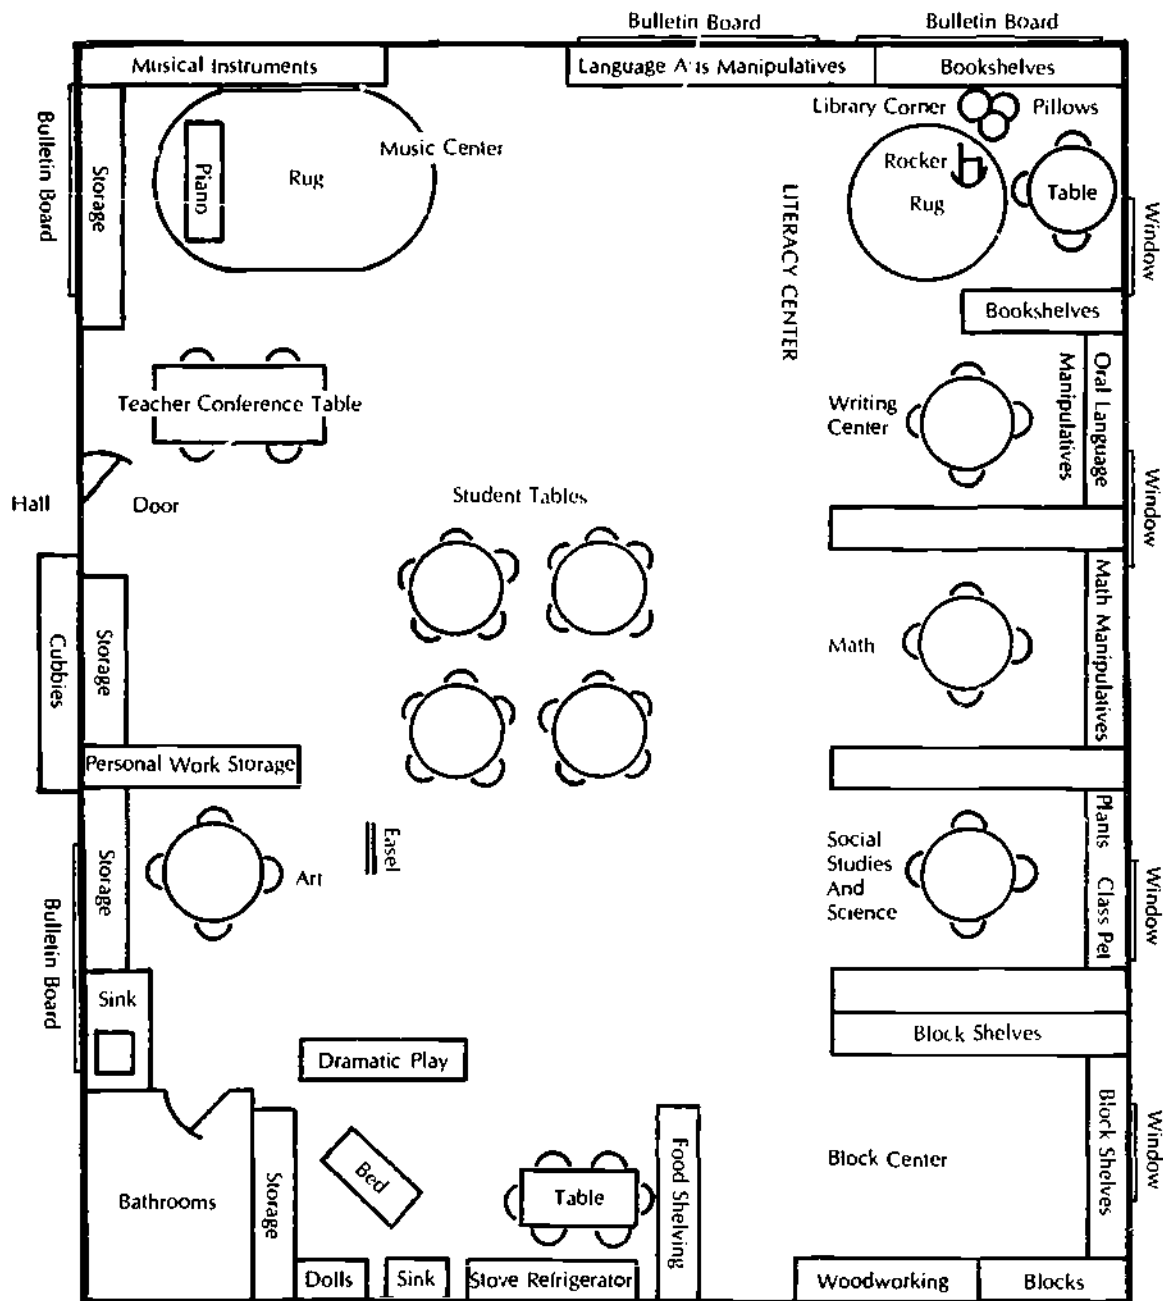 Bulletin Board
Bulletin Board
Musical Instruments
Language Arts Manipulatives
Bookshelves
Bulletin Board
Storage
Piano
Rug
Music Center
Library Corner
Pillows
Rocker
Rug
Table
LITERACY CENTER
Window
Bookshelves
Teacher Conference Table
Writing
Center
Oral Language
Manipulatives
Window
Hall
Door
Student Tables
Cubbies
Storage
Math
Math Manipulatives
Personal Work Storage
Storage
Bulletin Board
Art
Easel
Social
Studies
And
Science
Plants
Class Pet
Window
Sink
Block Shelves
Dramatic Play
Bathrooms
Storage
Bed
Table
Food Shelving
Block Center
Block Shelves
Window
Dolls
Sink
Stove Refrigerator
Woodworking
Blocks